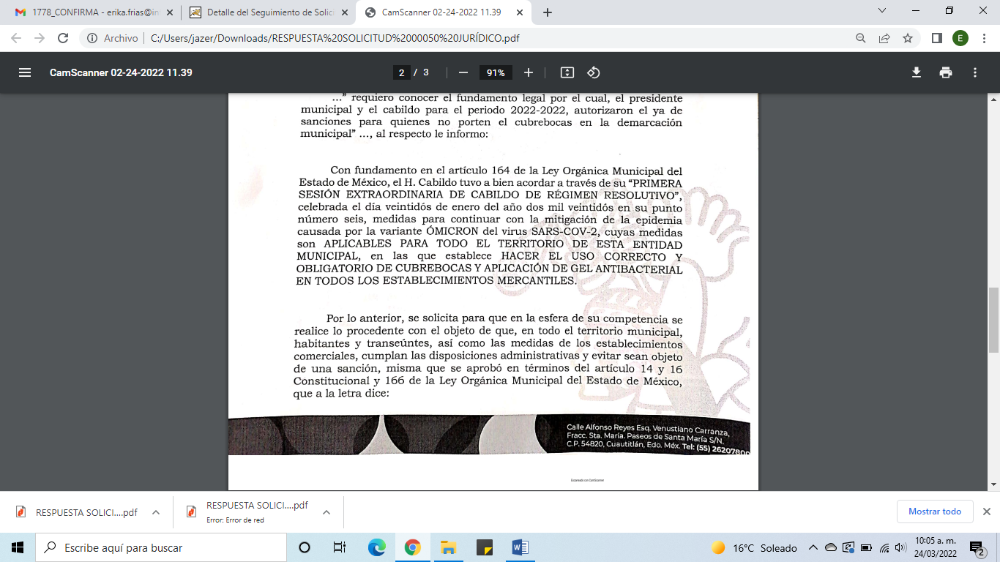 1778_CONFIRMA - erika.frias@in
Detalle del Seguimiento de Solici
CamScanner 02-24-2022 11.39
Archivo
C:/Users/jazer/Downloads/RESPUESTA%20SOLICITUD%2000050%20JURÍDICO.pdf
E
CamScanner 02-24-2022 11.39
2 / 3
91%
..." requiero conocer el fundamento legal por el cual, el presidente
municipal y el cabildo para el periodo 2022-2022, autorizaron el ya de
sanciones para quienes no porten el cubrebocas en la demarcación
municipal" ..., al respecto le informo:
Con fundamento en el artículo 164 de la Ley Orgánica Municipal del
Estado de México, el H. Cabildo tuvo a bien acordar a través de su "PRIMERA
SESIÓN EXTRAORDINARIA DE CABILDO DE RÉGIMEN RESOLUTIVO",
celebrada el día veintidós de enero del año dos mil veintidós en su punto
número seis, medidas para continuar con la mitigación de la epidemia
causada por la variante ÓMICRON del virus SARS-COV-2, cuyas medidas
son APLICABLES PARA TODO EL TERRITORIO DE ESTA ENTIDAD
MUNICIPAL, en las que establece HACER EL USO CORRECTO Y
OBLIGATORIO DE CUBREBOCAS Y APLICACIÓN DE GEL ANTIBACTERIAL
EN TODOS LOS ESTABLECIMIENTOS MERCANTILES.
Por lo anterior, se solicita para que en la esfera de su competencia se
realice lo procedente con el objeto de que, en todo el territorio municipal,
habitantes y transeúntes, así como las medidas de los establecimientos
comerciales, cumplan las disposiciones administrativas y evitar sean objeto
de una sanción, misma que se aprobó en términos del artículo 14 y 16
Constitucional y 166 de la Ley Orgánica Municipal del Estado de México,
que a la letra dice:
Calle Alfonso Reyes Esq. Venustiano Carranza,
Fracc. Sta. María. Paseos de Santa María S/N.
C.P. 54820, Cuautitlán, Edo. Méx. Tel: (55) 26207800
Escaneado con CamScanner
RESPUESTA SOLICI....pdf
RESPUESTA SOLICI....pdf
Error: Error de red
Mostrar todo
Escribe aquí para buscar
16°C Soleado
10:05 a. m.
24/03/2022
2